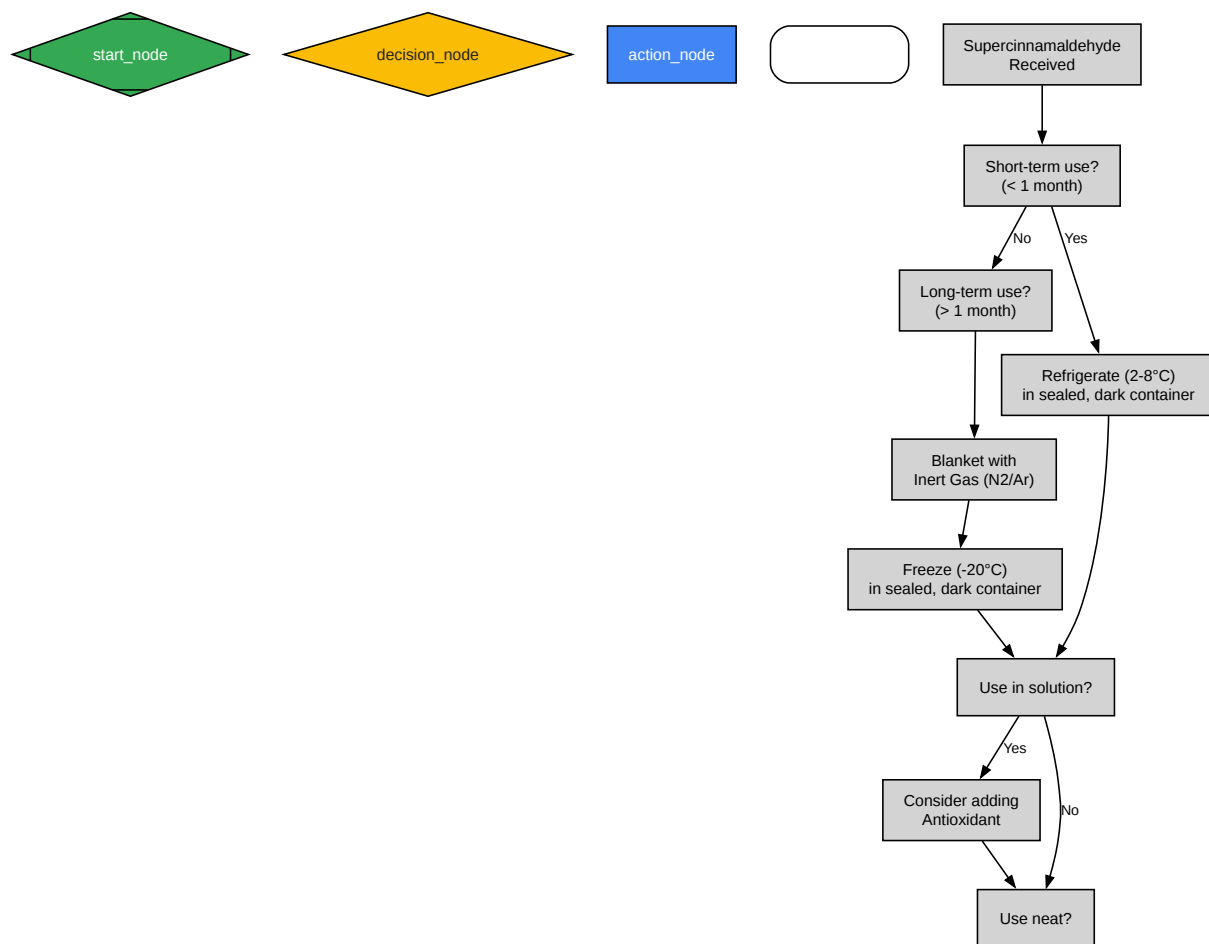 start_node
decision_node
action_node
Supercinnamaldehyde
Received
Short-term use?
(< 1 month)
No
Yes
Long-term use?
(> 1 month)
Refrigerate (2-8°C)
in sealed, dark container
Blanket with
Inert Gas (N2/Ar)
Freeze (-20°C)
in sealed, dark container
Use in solution?
Yes
Consider adding
Antioxidant
No
Use neat?